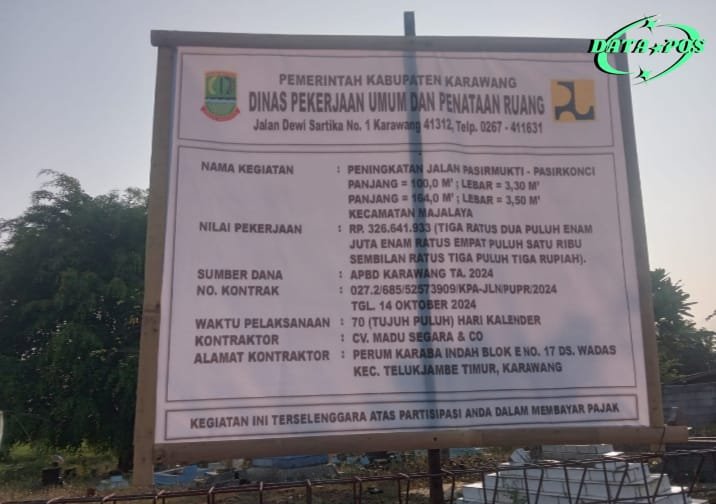 DATA POS
PEMERINTAH KABUPATEN KARAWANG
DINAS PEKERJAAN UMUM DAN PENATAAN RUANG
Jalan Dewi Sartika No. 1 Karawang 41312, Telp. 0267 - 411631
NAMA KEGIATAN : PENINGKATAN JALAN PASIRMUKTI - PASIRKONCI
PANJANG = 100,0 M' ; LEBAR = 3,30 M'
PANJANG = 164,0 M' ; LEBAR = 3,50 M'
KECAMATAN MAJALAYA
NILAI PEKERJAAN : RP. 326.641.933 (TIGA RATUS DUA PULUH ENAM
JUTA ENAM RATUS EMPAT PULUH SATU RIBU
SEMBILAN RATUS TIGA PULUH TIGA RUPIAH).
SUMBER DANA : APBD KARAWANG TA. 2024
NO. KONTRAK : 027.2/685/52573909/KPA-JLN/PUPR/2024
TGL. 14 OKTOBER 2024
WAKTU PELAKSANAAN : 70 (TUJUH PULUH) HARI KALENDER
KONTRAKTOR : CV. MADU SEGARA & CO
ALAMAT KONTRAKTOR : PERUM KARABA INDAH BLOK E NO. 17 DS. WADAS
KEC. TELUKJAMBE TIMUR, KARAWANG
KEGIATAN INI TERSELENGGARA ATAS PARTISIPASI ANDA DALAM MEMBAYAR PAJAK